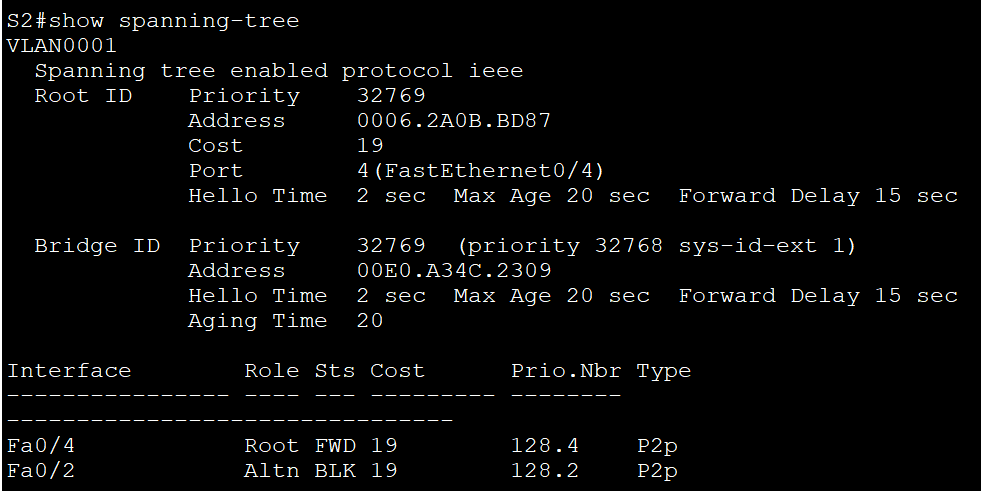 S2#show spanning-tree
VLAN0001
  Spanning tree enabled protocol ieee
  Root ID    Priority    32769
             Address     0006.2A0B.BD87
             Cost        19
             Port        4(FastEthernet0/4)
             Hello Time  2 sec  Max Age 20 sec  Forward Delay 15 sec

  Bridge ID  Priority    32769  (priority 32768 sys-id-ext 1)
             Address     00E0.A34C.2309
             Hello Time  2 sec  Max Age 20 sec  Forward Delay 15 sec
             Aging Time  20

Interface        Role Sts Cost      Prio.Nbr Type
---------------- ---- --- --------- --------
--------------------------------
Fa0/4            Root FWD 19        128.4    P2p
Fa0/2            Altn BLK 19        128.2    P2p